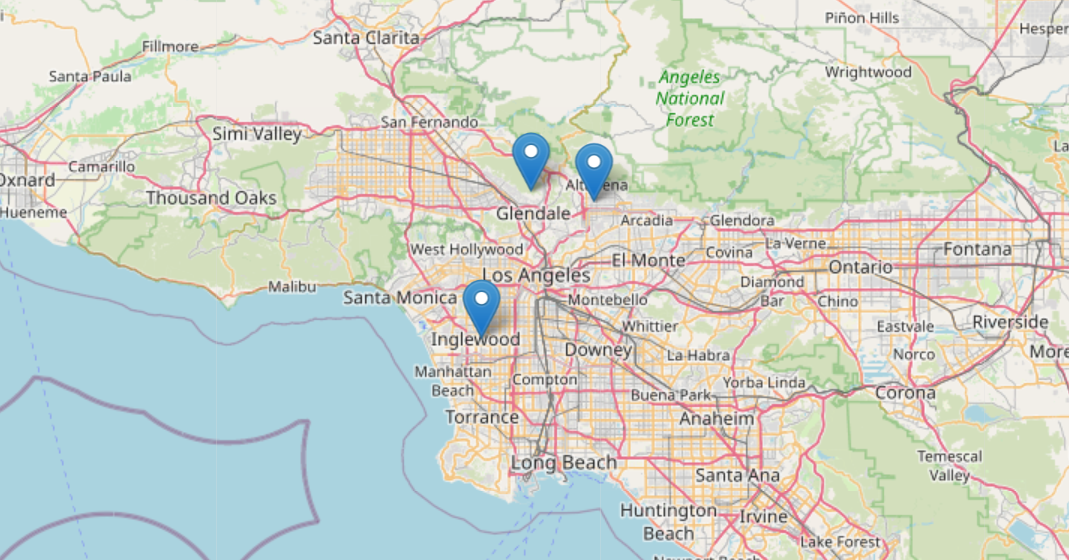 Piñon Hills
Santa Clarita
Hesper
Fillmore
Santa Paula
Wrightwood
Angeles
National
Forest
San Fernando
Simi Valley
Camarillo
Oxnard
Thousand Oaks
Hueneme
Glendale
Arcadia
Glendora
West Hollywood
La Verne
Covina
Fontana
El Monte
Ontario
Los Angeles
Malibu
Santa Monica
Montebello
Diamond
Bar
Chino
Whittier
Eastvale
Riverside
Inglewood
Downey
La Habra
Norco
More
Manhattan
Beach
Compton
Yorba Linda
Buena Park
Corona
Torrance
Anaheim
Temescal
Valley
Long Beach
Santa Ana
Huntington
Beach
Irvine
Lake Forest